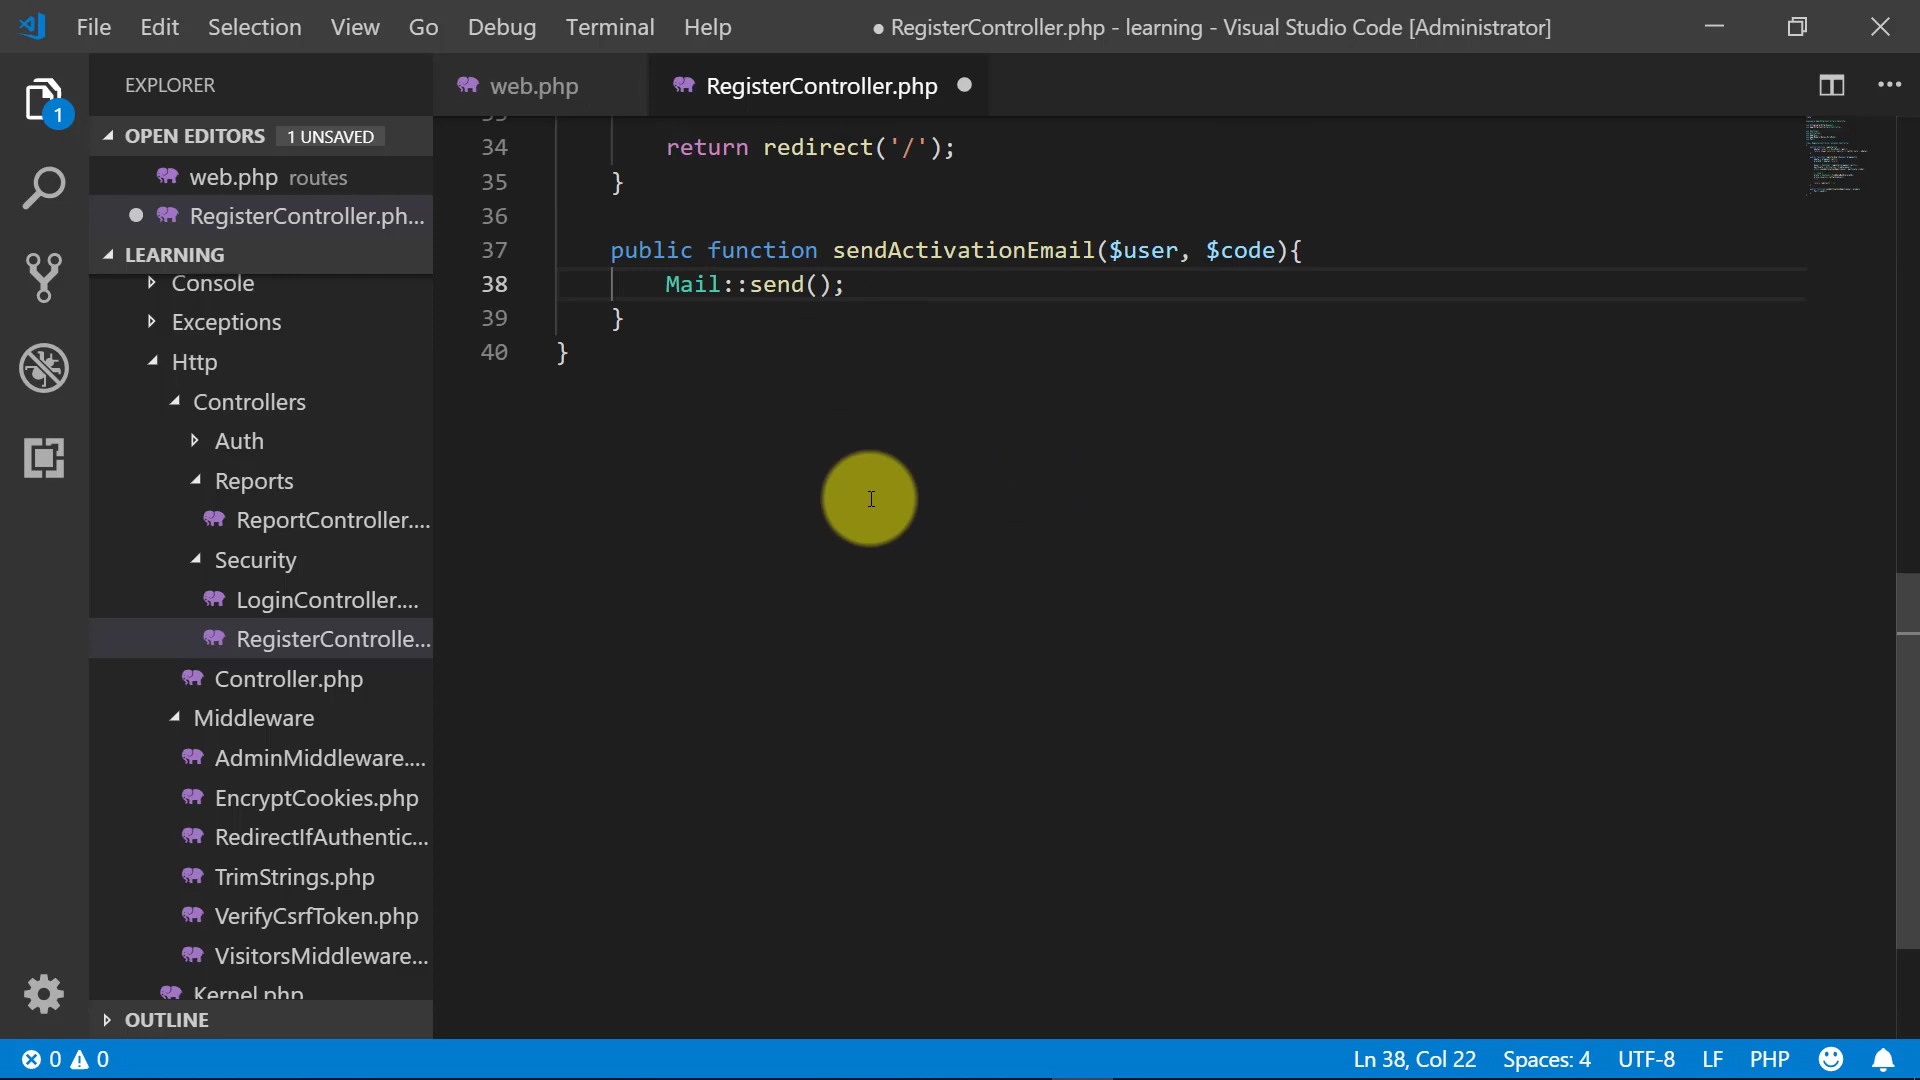 File Edit Selection View Go Debug Terminal Help ● RegisterController.php - learning - Visual Studio Code [Administrator]
EXPLORER
web.php
RegisterController.php
1
OPEN EDITORS 1 UNSAVED
web.php routes
RegisterController.ph...
LEARNING
Console
Exceptions
Http
Controllers
Auth
Reports
ReportController....
Security
LoginController....
RegisterControlle...
Controller.php
Middleware
AdminMiddleware....
EncryptCookies.php
RedirectIfAuthentic...
TrimStrings.php
VerifyCsrfToken.php
VisitorsMiddleware...
Kernel.php
OUTLINE
33
34 return redirect('/');
35 }
36
37 public function sendActivationEmail($user, $code){
38 Mail::send();
39 }
40 }
0 0 Ln 38, Col 22 Spaces: 4 UTF-8 LF PHP